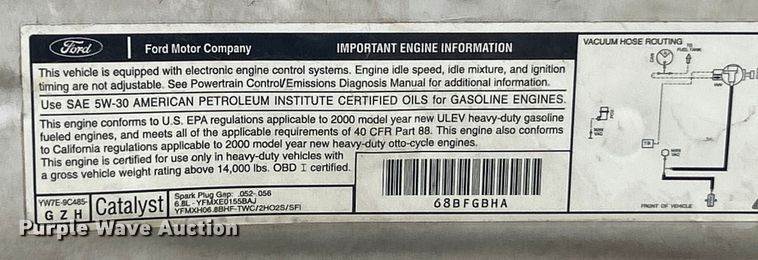 Ford
Ford Motor Company
IMPORTANT ENGINE INFORMATION
This vehicle is equipped with electronic engine control systems. Engine idle speed, idle mixture, and ignition
timing are not adjustable. See Powertrain Control/Emissions Diagnosis Manual for additional information.
Use SAE 5W-30 AMERICAN PETROLEUM INSTITUTE CERTIFIED OILS for GASOLINE ENGINES.
This engine conforms to U.S. EPA regulations applicable to 2000 model year new ULEV heavy-duty gasoline
fueled engines, and meets all of the applicable requirements of 40 CFR Part 88. This engine also conforms
to California regulations applicable to 2000 model year new heavy-duty otto-cycle engines.
This engine is certified for use only in heavy-duty vehicles with
a gross vehicle weight rating above 14,000 lbs. OBD I certified.
YW7E-9C485-
G Z H
Catalyst
Spark Plug Gap: .052-.056
6.8L - YFMXE0155BAJ
YFMXH06.8BHF-TWC/2HO2S/SFI
68BFGBHA
VACUUM HOSE ROUTING
TO
FUEL TANK
FRONT OF VEHICLE
Purple Wave Auction